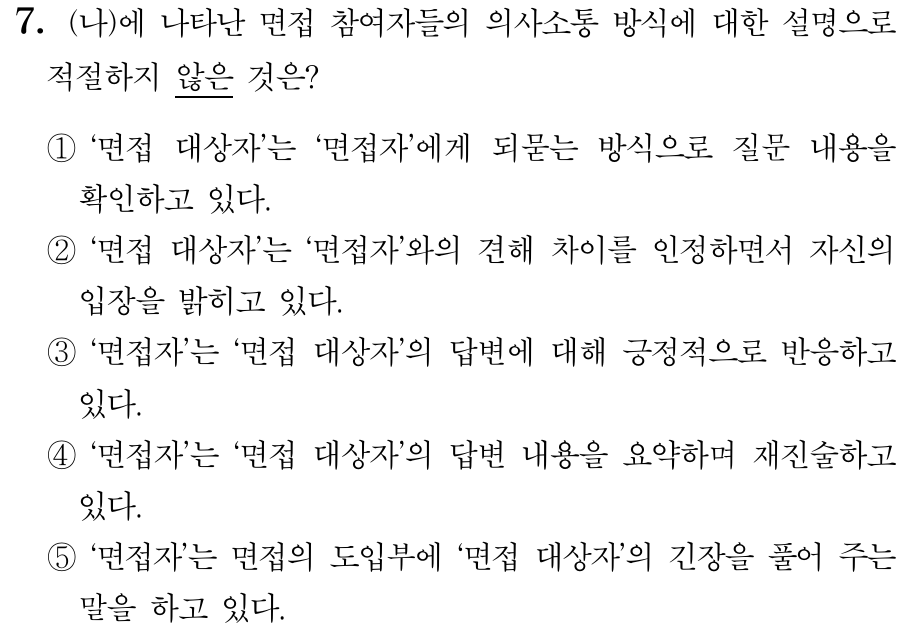 7. (나)에 나타난 면접 참여자들의 의사소통 방식에 대한 설명으로
적절하지 않은 것은?
① ‘면접 대상자’는 ‘면접자’에게 되묻는 방식으로 질문 내용을
확인하고 있다.
② ‘면접 대상자’는 ‘면접자’와의 견해 차이를 인정하면서 자신의
입장을 밝히고 있다.
③ ‘면접자’는 ‘면접 대상자’의 답변에 대해 긍정적으로 반응하고
있다.
④ ‘면접자’는 ‘면접 대상자’의 답변 내용을 요약하며 재진술하고
있다.
⑤ ‘면접자’는 면접의 도입부에 ‘면접 대상자’의 긴장을 풀어 주는
말을 하고 있다.